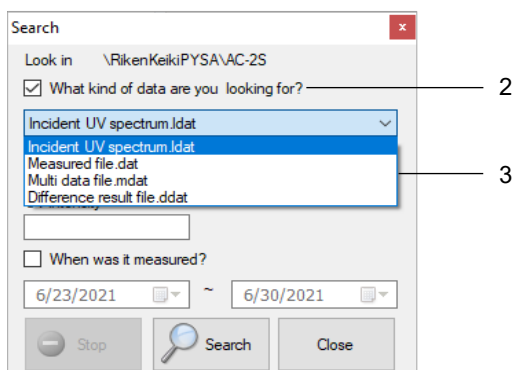 Search
x
Look in \RikenKeikiPYSA\AC-2S
What kind of data are you looking for?
2
Incident UV spectrum.ldat
Incident UV spectrum.ldat
Measured file.dat
3
Multi data file.mdat
Difference result file.ddat
When was it measured?
6/23/2021 ~ 6/30/2021
Stop Search Close